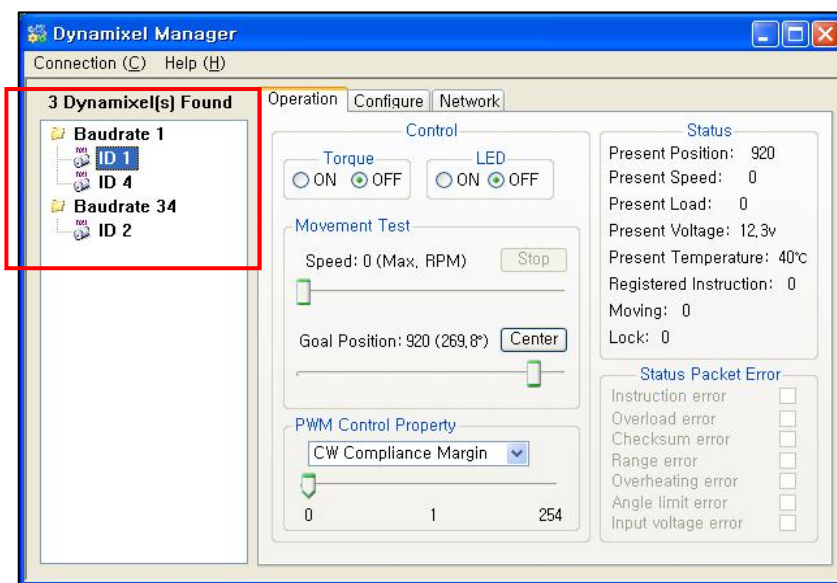 Dynamixel Manager
Connection (C) Help (H)
3 Dynamixel(s) Found
Baudrate 1
ID 1
ID 4
Baudrate 34
ID 2
Operation Configure Network
Control
Torque
ON OFF
LED
ON OFF
Movement Test
Speed: 0 (Max, RPM) Stop
Goal Position: 920 (269,8°) Center
PWM Control Property
CW Compliance Margin
0 1 254
Status
Present Position: 920
Present Speed: 0
Present Load: 0
Present Voltage: 12,3v
Present Temperature: 40℃
Registered Instruction: 0
Moving: 0
Lock: 0
Status Packet Error
Instruction error
Overload error
Checksum error
Range error
Overheating error
Angle limit error
Input voltage error